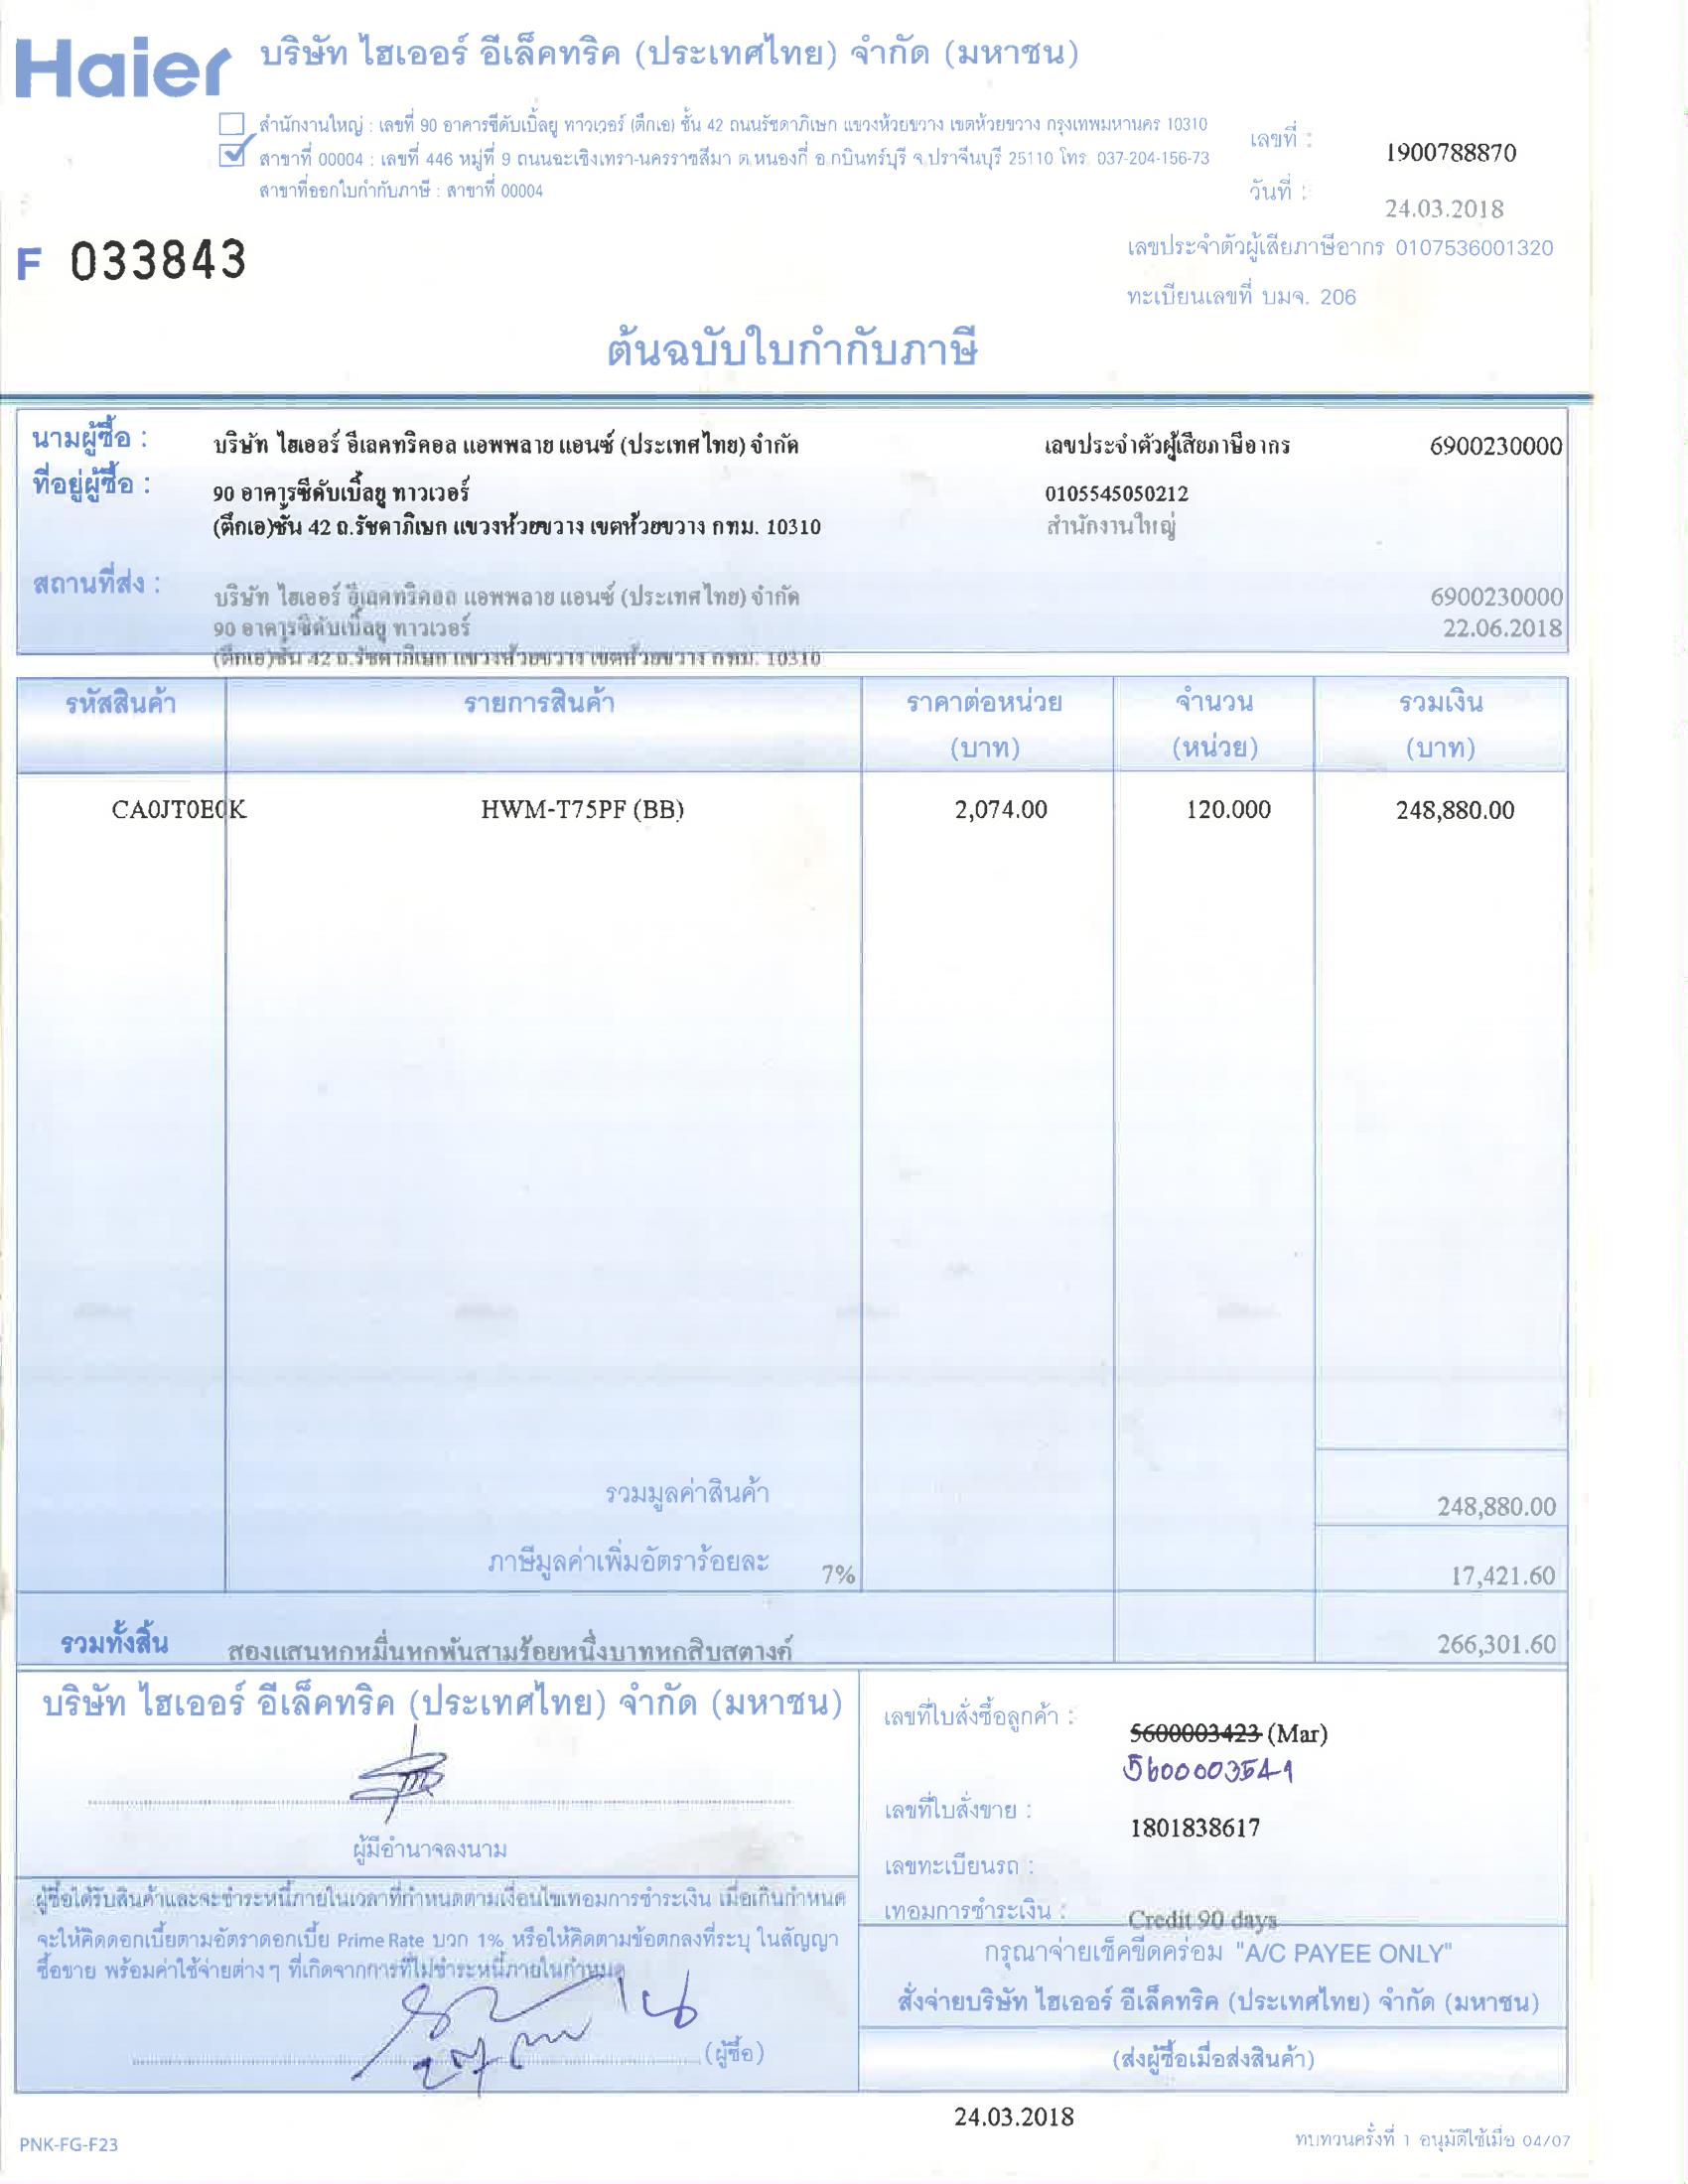 Haier บริษัท ไฮเออร์ อีเล็คทริค (ประเทศไทย) จำกัด (มหาชน)
สำนักงานใหญ่ : เลขที่ 90 อาคารซีดับเบิ้ลยู ทาวเวอร์ (ตึกเอ) ชั้น 42 ถนนรัชดาภิเษก แขวงห้วยขวาง เขตห้วยขวาง กรุงเทพมหานคร 10310
สาขาที่ 00004 : เลขที่ 446 หมู่ที่ 9 ถนนฉะเชิงเทรา-นครราชสีมา ต.หนองกี่ อ.กบินทร์บุรี จ.ปราจีนบุรี 25110 โทร. 037-204-156-73
สาขาที่ออกใบกำกับภาษี : สาขาที่ 00004
เลขที่ : 1900788870
วันที่ : 24.03.2018
F 033843
เลขประจำตัวผู้เสียภาษีอากร 0107536001320
ทะเบียนเลขที่ บมจ. 206
ต้นฉบับใบกำกับภาษี
นามผู้ซื้อ : บริษัท ไฮเออร์ อีเลคทริคอล แอพพลาย แอนซ์ (ประเทศไทย) จำกัด เลขประจำตัวผู้เสียภาษีอากร 6900230000
ที่อยู่ผู้ซื้อ : 90 อาคารซีดับเบิ้ลยู ทาวเวอร์ 0105545050212
(ตึกเอ)ชั้น 42 ถ.รัชดาภิเษก แขวงห้วยขวาง เขตห้วยขวาง กทม. 10310 สำนักงานใหญ่
สถานที่ส่ง : บริษัท ไฮเออร์ อีเลคทริคอล แอพพลาย แอนซ์ (ประเทศไทย) จำกัด 6900230000
90 อาคารซีดับเบิ้ลยู ทาวเวอร์ 22.06.2018
(ตึกเอ)ชั้น 42 ถ.รัชดาภิเษก แขวงห้วยขวาง เขตห้วยขวาง กทม. 10310
รหัสสินค้า รายการสินค้า ราคาต่อหน่วย จำนวน รวมเงิน
(บาท) (หน่วย) (บาท)
CA0JT0E0K HWM-T75PF (BB) 2,074.00 120.000 248,880.00
รวมมูลค่าสินค้า 248,880.00
ภาษีมูลค่าเพิ่มอัตราร้อยละ 7% 17,421.60
รวมทั้งสิ้น สองแสนหกหมื่นหกพันสามร้อยหนึ่งบาทหกสิบสตางค์ 266,301.60
บริษัท ไฮเออร์ อีเล็คทริค (ประเทศไทย) จำกัด (มหาชน)
ผู้มีอำนาจลงนาม
ผู้ซื้อได้รับสินค้าและจะชำระหนี้ภายในเวลาที่กำหนดตามเงื่อนไขเทอมการชำระเงิน เมื่อเกินกำหนด
จะให้คิดดอกเบี้ยตามอัตราดอกเบี้ย Prime Rate บวก 1% หรือให้คิดตามข้อตกลงที่ระบุ ในสัญญา
ซื้อขาย พร้อมค่าใช้จ่ายต่างๆ ที่เกิดจากการที่ไม่ชำระหนี้ภายในกำหนด
(ผู้ซื้อ)
เลขที่ใบสั่งซื้อลูกค้า : 5600003423 (Mar)
5600003541
เลขที่ใบสั่งขาย : 1801838617
เลขทะเบียนรถ :
เทอมการชำระเงิน : Credit 90 days
กรุณาจ่ายเช็คขีดคร่อม "A/C PAYEE ONLY"
สั่งจ่ายบริษัท ไฮเออร์ อีเล็คทริค (ประเทศไทย) จำกัด (มหาชน)
(ส่งผู้ซื้อเมื่อส่งสินค้า)
24.03.2018
PNK-FG-F23 ทบทวนครั้งที่ 1 อนุมัติใช้เมื่อ 04/07